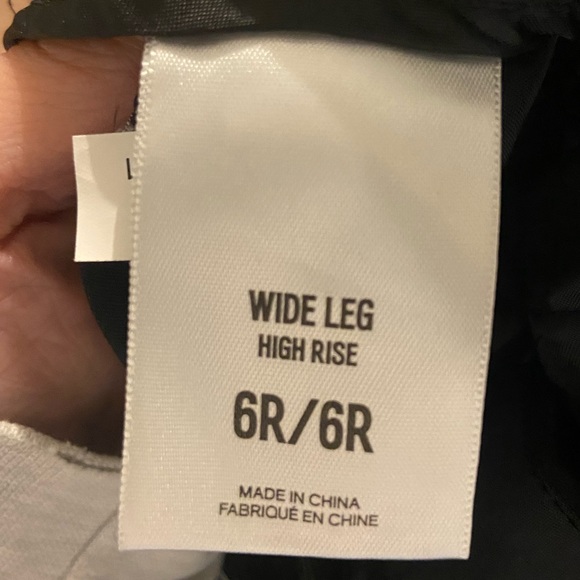 WIDE LEG
HIGH RISE
6R/6R
MADE IN CHINA
FABRIQUÉ EN CHINE